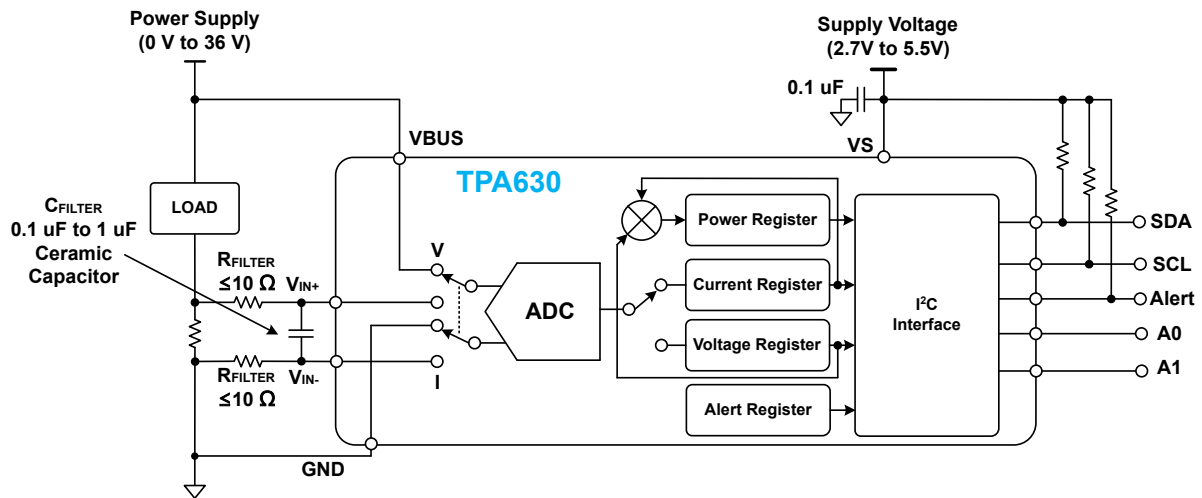 Power Supply
(0 V to 36 V)
Supply Voltage
(2.7V to 5.5V)
0.1 uF
VBUS
VS
TPA630
LOAD
CFILTER
0.1 uF to 1 uF
Ceramic
Capacitor
RFILTER
≤10 Ω
VIN+
V
ADC
Power Register
Current Register
Voltage Register
Alert Register
I²C
Interface
SDA
SCL
Alert
A0
A1
RFILTER
≤10 Ω
VIN-
I
GND